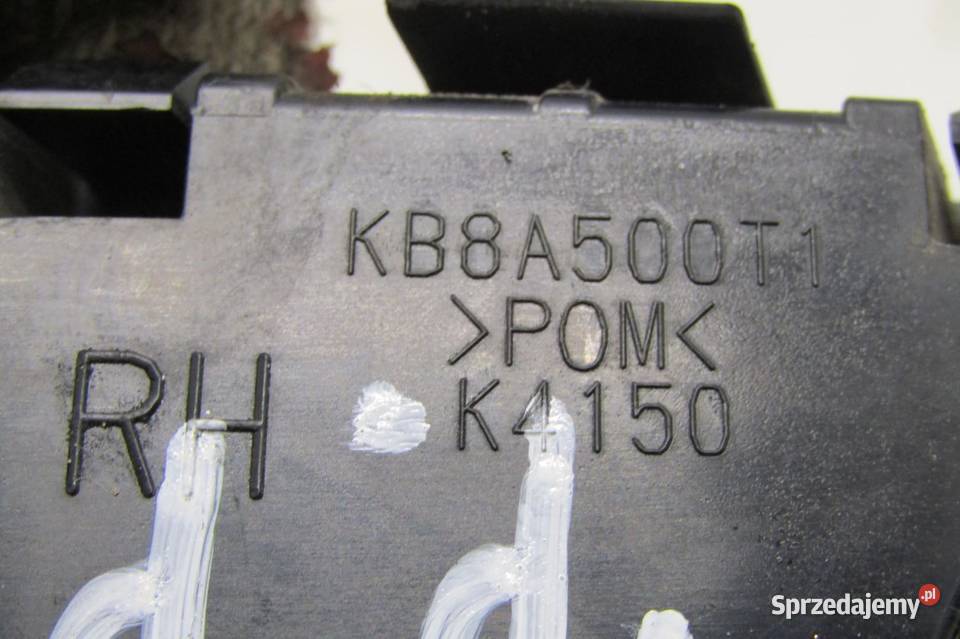 KB8A500T1
>POM<
RH K4150
d d.
Sprzedajemy.pl